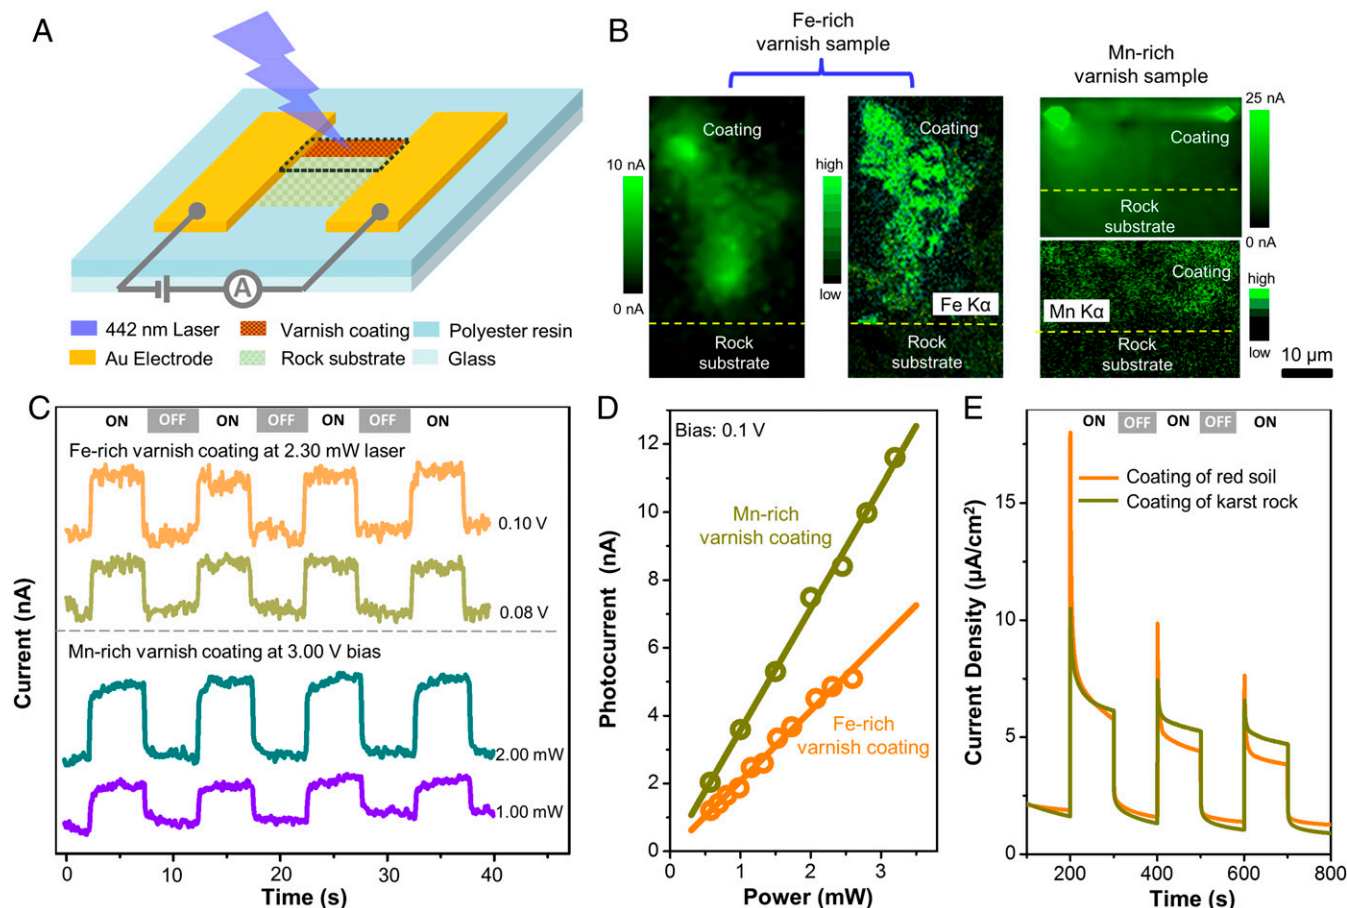 A
A
442 nm Laser
Varnish coating
Polyester resin
Au Electrode
Rock substrate
Glass
B
Fe-rich
varnish sample
Mn-rich
varnish sample
10 nA
0 nA
Coating
Rock
substrate
high
low
Coating
Fe Kα
Rock
substrate
Coating
Rock
substrate
25 nA
0 nA
Coating
Mn Kα
Rock
substrate
high
low
10 µm
C
ON OFF ON OFF ON OFF ON
Fe-rich varnish coating at 2.30 mW laser
0.10 V
0.08 V
Mn-rich varnish coating at 3.00 V bias
2.00 mW
1.00 mW
Current (nA)
0 10 20 30 40
Time (s)
D
Bias: 0.1 V
Mn-rich
varnish coating
Fe-rich
varnish coating
Photocurrent (nA)
12
10
8
6
4
2
0
0 1 2 3
Power (mW)
E
ON OFF ON OFF ON
Coating of red soil
Coating of karst rock
Current Density (µA/cm²)
15
10
5
0
200 400 600 800
Time (s)